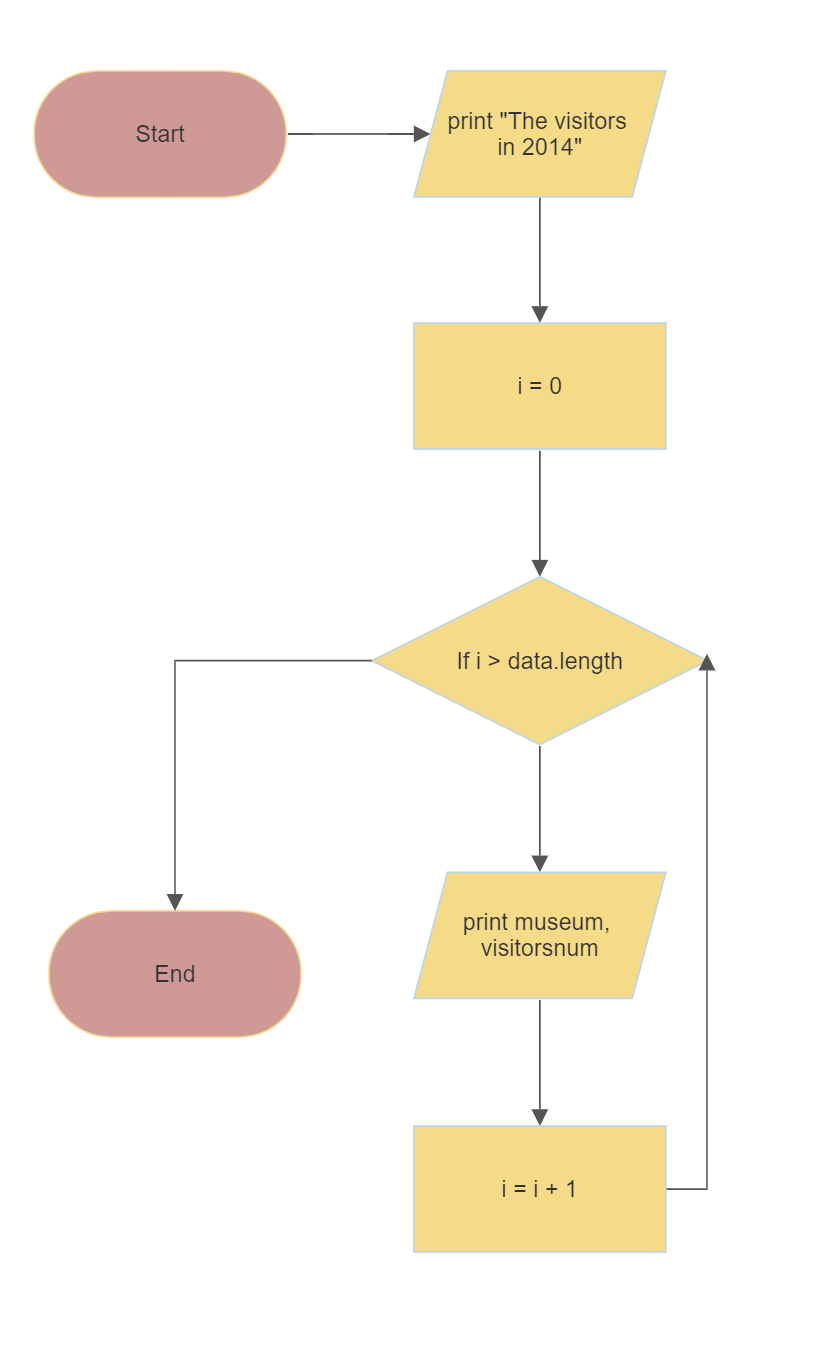 Start
print "The visitors
in 2014"
i = 0
If i > data.length
print museum,
visitorsnum
End
i = i + 1